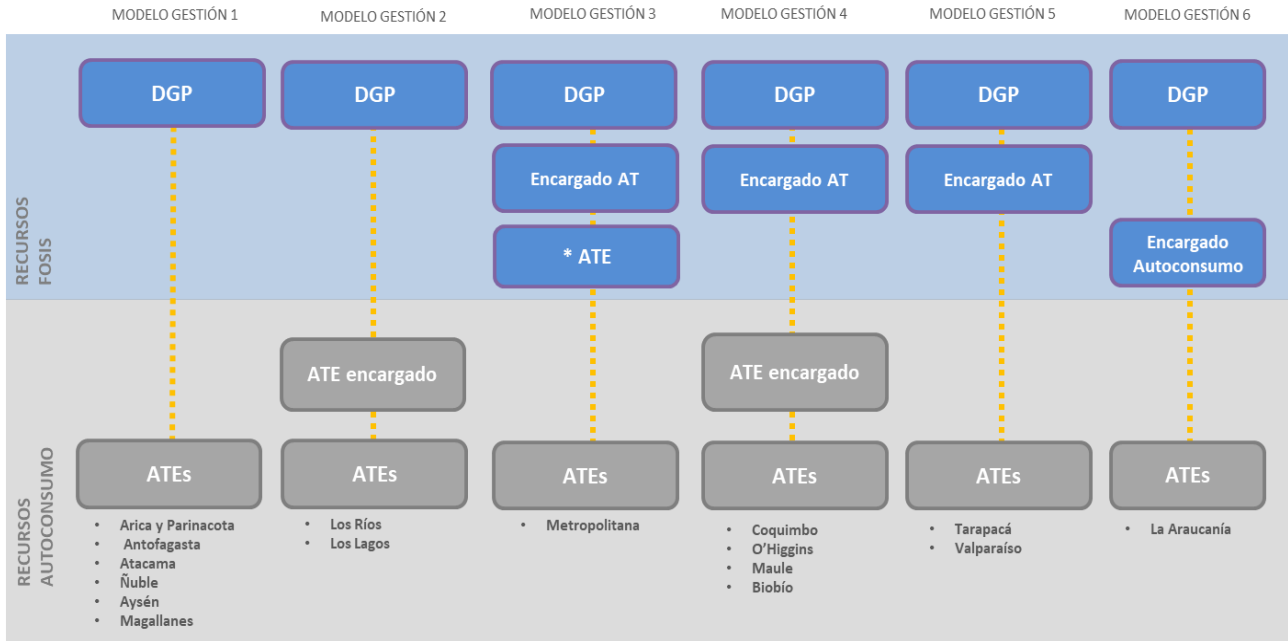 MODELO GESTIÓN 1
MODELO GESTIÓN 2
MODELO GESTIÓN 3
MODELO GESTIÓN 4
MODELO GESTIÓN 5
MODELO GESTIÓN 6
RECURSOS
FOSIS
DGP
DGP
DGP
DGP
DGP
DGP
Encargado AT
Encargado AT
Encargado AT
* ATE
Encargado
Autoconsumo
RECURSOS
AUTOCONSUMO
ATE encargado
ATE encargado
ATEs
ATEs
ATEs
ATEs
ATEs
ATEs
• Arica y Parinacota
• Antofagasta
• Atacama
• Ñuble
• Aysén
• Magallanes
• Los Ríos
• Los Lagos
• Metropolitana
• Coquimbo
• O’Higgins
• Maule
• Biobío
• Tarapacá
• Valparaíso
• La Araucanía